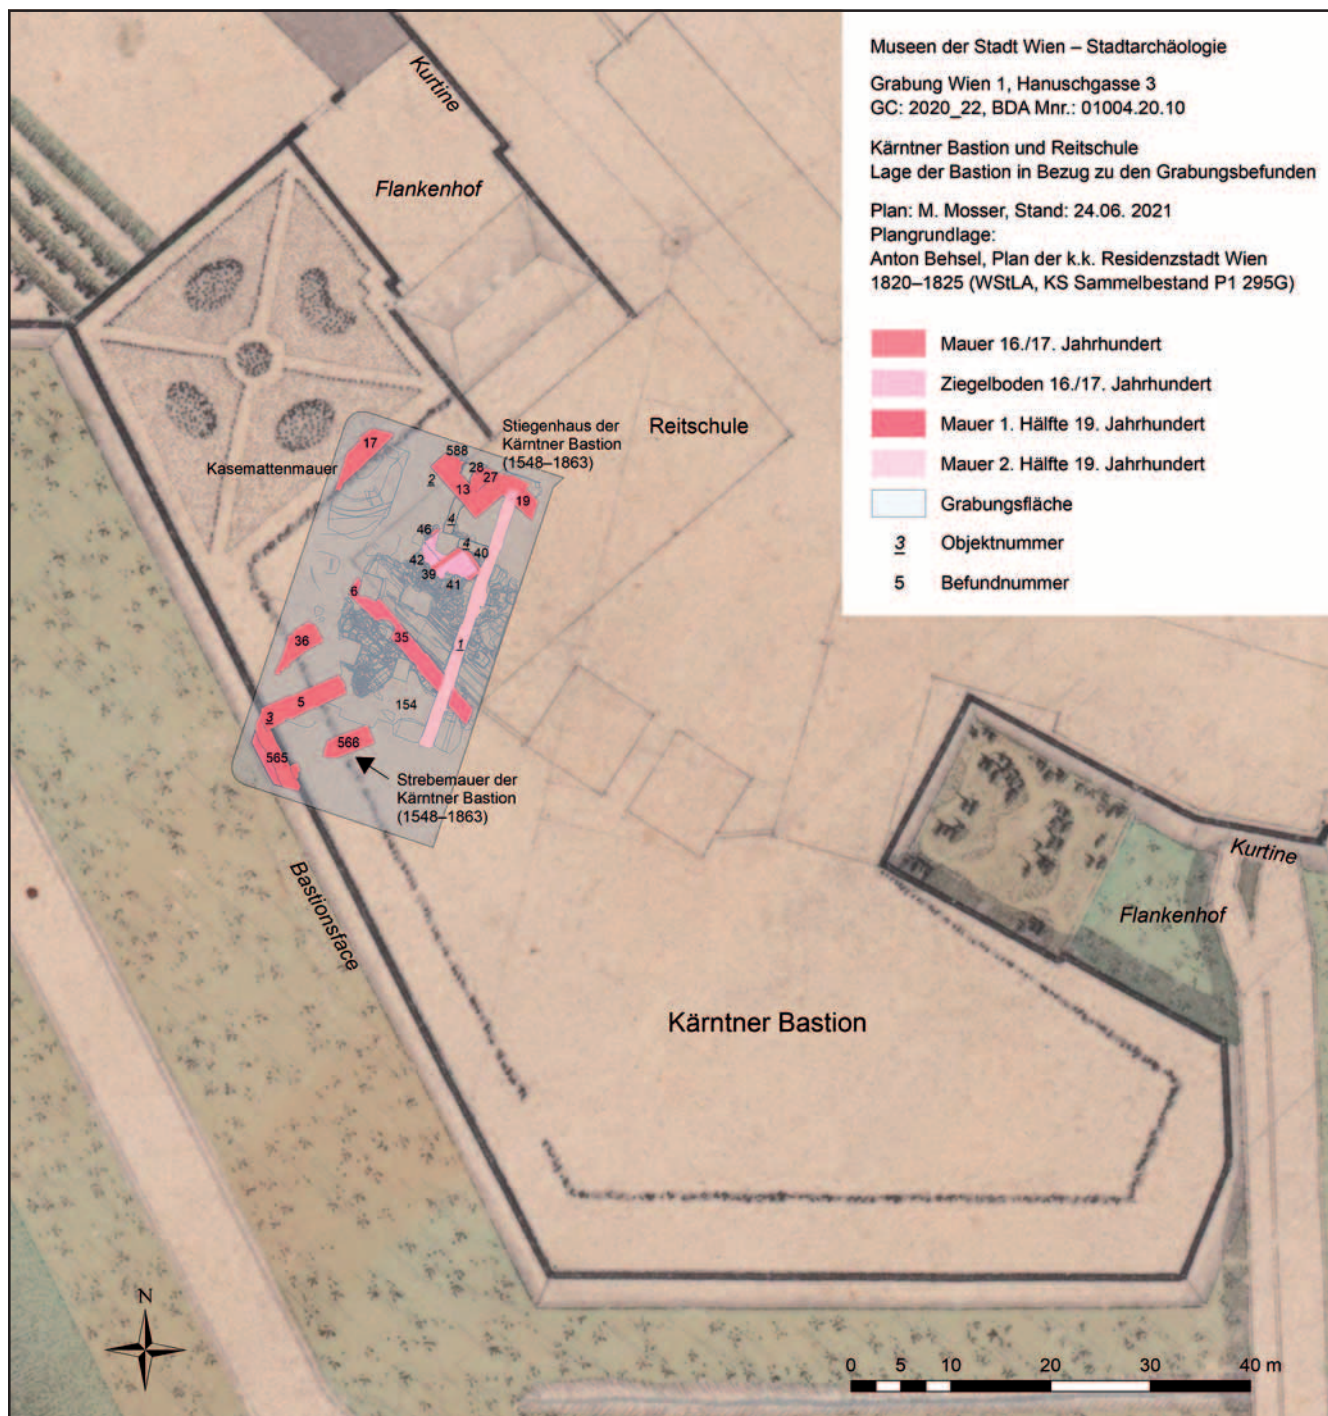 Museen der Stadt Wien – Stadtarchäologie
Grabung Wien 1, Hanuschgasse 3
GC: 2020_22, BDA Mnr.: 01004.20.10
Kärntner Bastion und Reitschule
Lage der Bastion in Bezug zu den Grabungsbefunden
Plan: M. Mosser, Stand: 24.06. 2021
Plangrundlage:
Anton Behsel, Plan der k.k. Residenzstadt Wien
1820–1825 (WStLA, KS Sammelbestand P1 295G)
Mauer 16./17. Jahrhundert
Ziegelboden 16./17. Jahrhundert
Mauer 1. Hälfte 19. Jahrhundert
Mauer 2. Hälfte 19. Jahrhundert
Grabungsfläche
3 Objektnummer
5 Befundnummer
Kurtine
Flankenhof
Reitschule
Stiegenhaus der
Kärntner Bastion
(1548–1863)
Kasemattenmauer
17
588
28
27
2
13
19
4
46
4
40
42
39
41
6
35
1
36
5
154
3
566
565
Strebemauer der
Kärntner Bastion
(1548–1863)
Bastionsface
Kurtine
Flankenhof
Kärntner Bastion
N
0 5 10 20 30 40 m